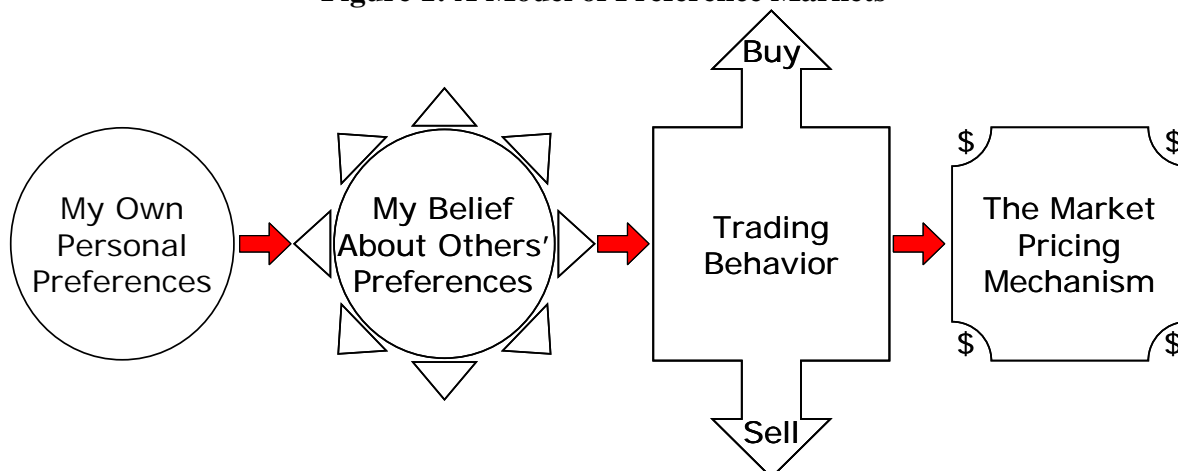 Figure 1: A Model of Preference Markets
Buy
My Own
Personal
Preferences
My Belief
About Others’
Preferences
Trading
Behavior
$ $
The Market
Pricing
Mechanism
$ $
Sell